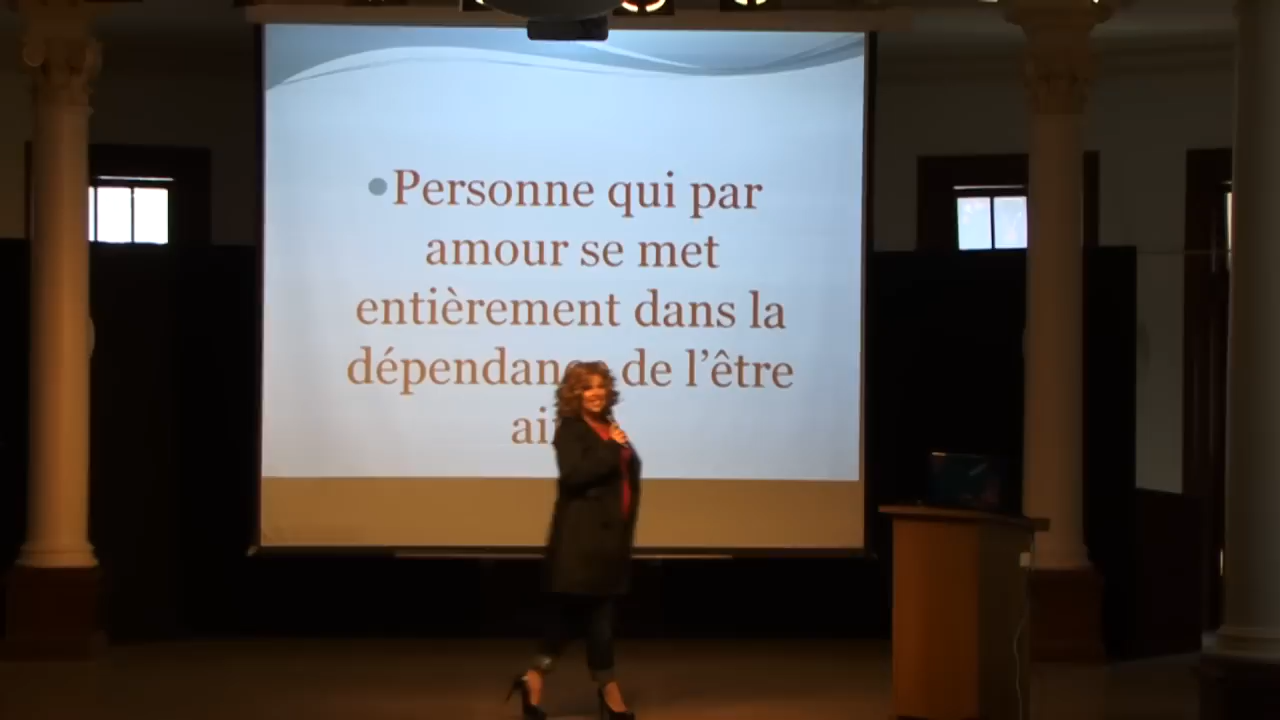 Personne qui par
amour se met
entièrement dans la
de l'être